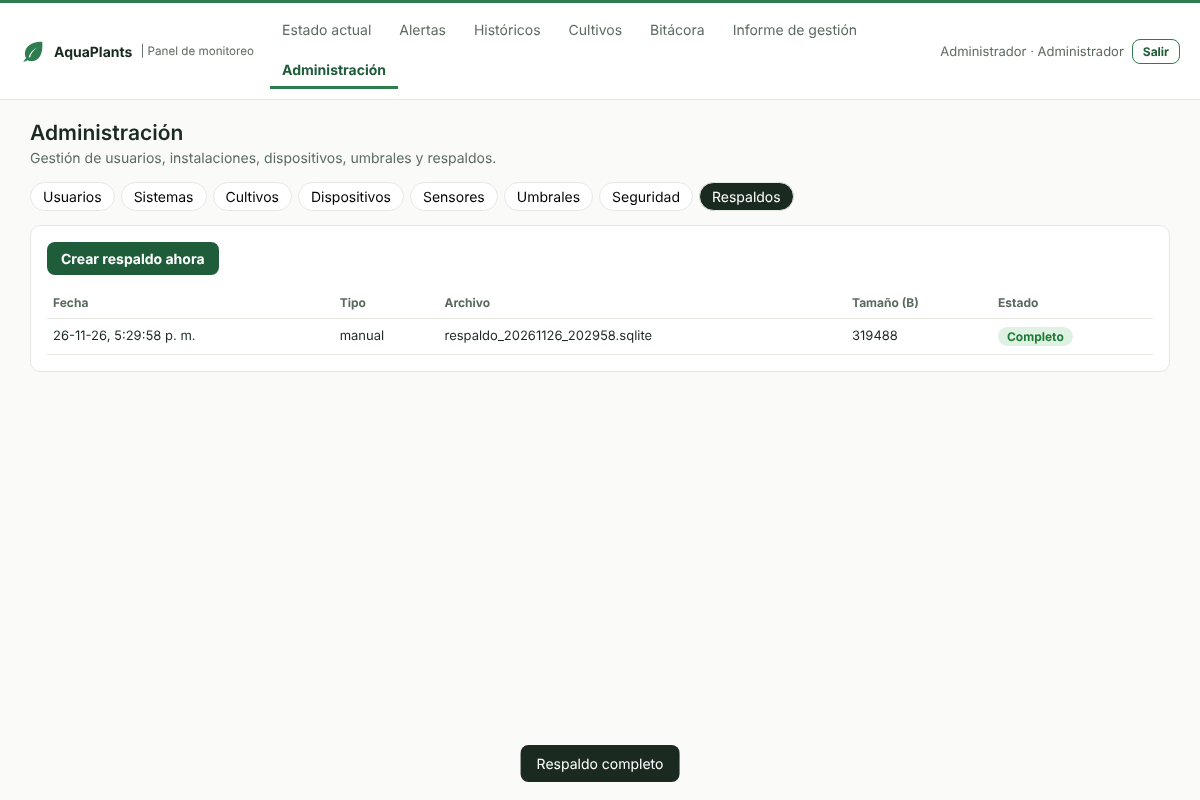 AquaPlants | Panel de monitoreo
Estado actual Alertas Históricos Cultivos Bitácora Informe de gestión
Administración
Administrador · Administrador Salir
Administración
Gestión de usuarios, instalaciones, dispositivos, umbrales y respaldos.
Usuarios Sistemas Cultivos Dispositivos Sensores Umbrales Seguridad Respaldos
Crear respaldo ahora
Fecha Tipo Archivo Tamaño (B) Estado
26-11-26, 5:29:58 p. m. manual respaldo_20261126_202958.sqlite 319488 Completo
Respaldo completo